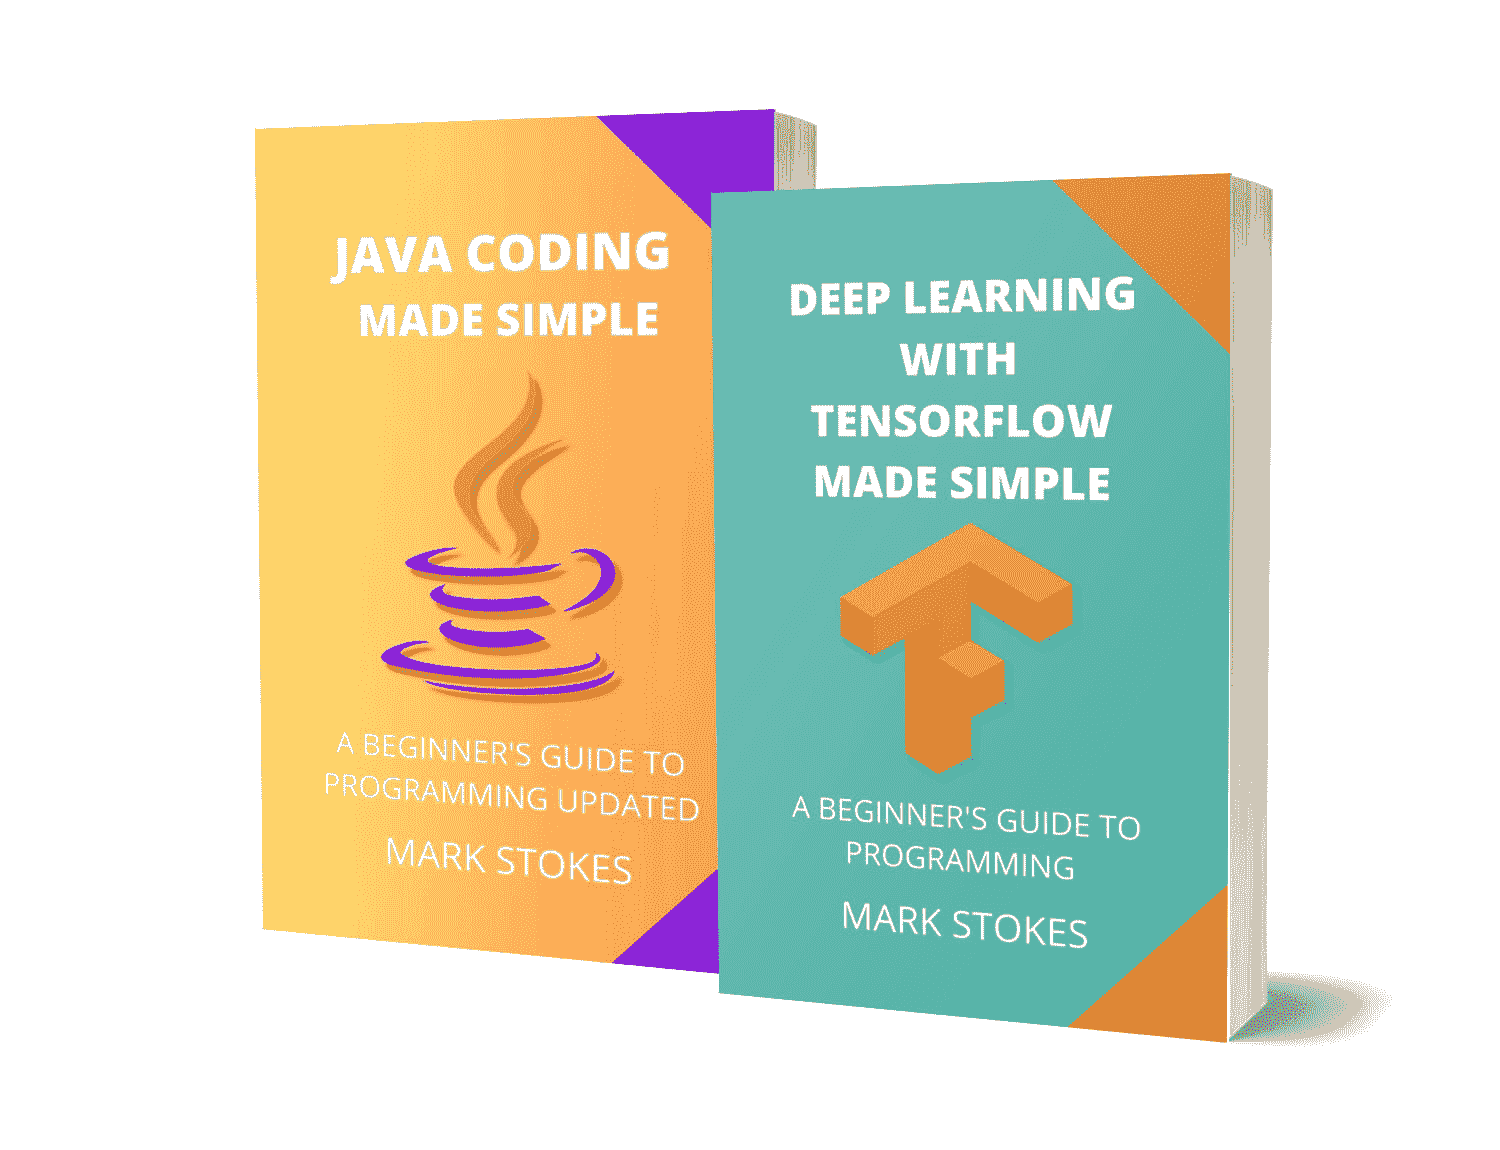 JAVA CODING
MADE SIMPLE
A BEGINNER'S GUIDE TO
PROGRAMMING UPDATED
MARK STOKES
DEEP LEARNING
WITH
TENSORFLOW
MADE SIMPLE
A BEGINNER'S GUIDE TO
PROGRAMMING
MARK STOKES